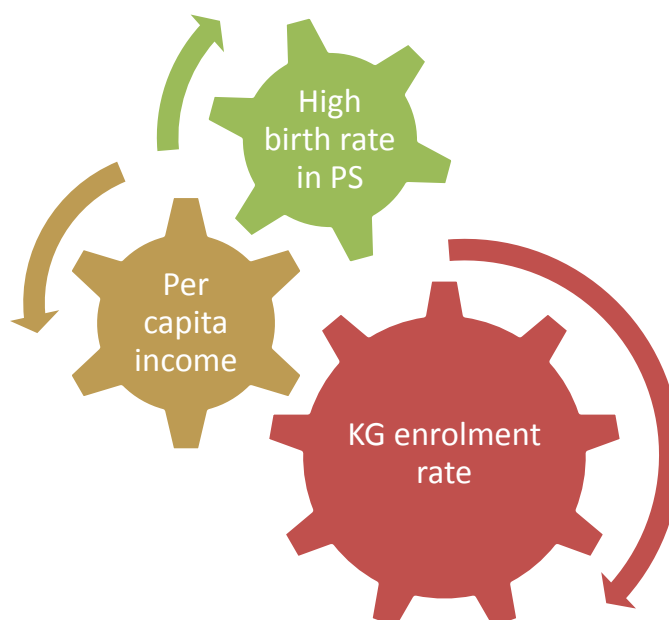 High
birth rate
in PS
Per
capita
income
KG enrolment
rate